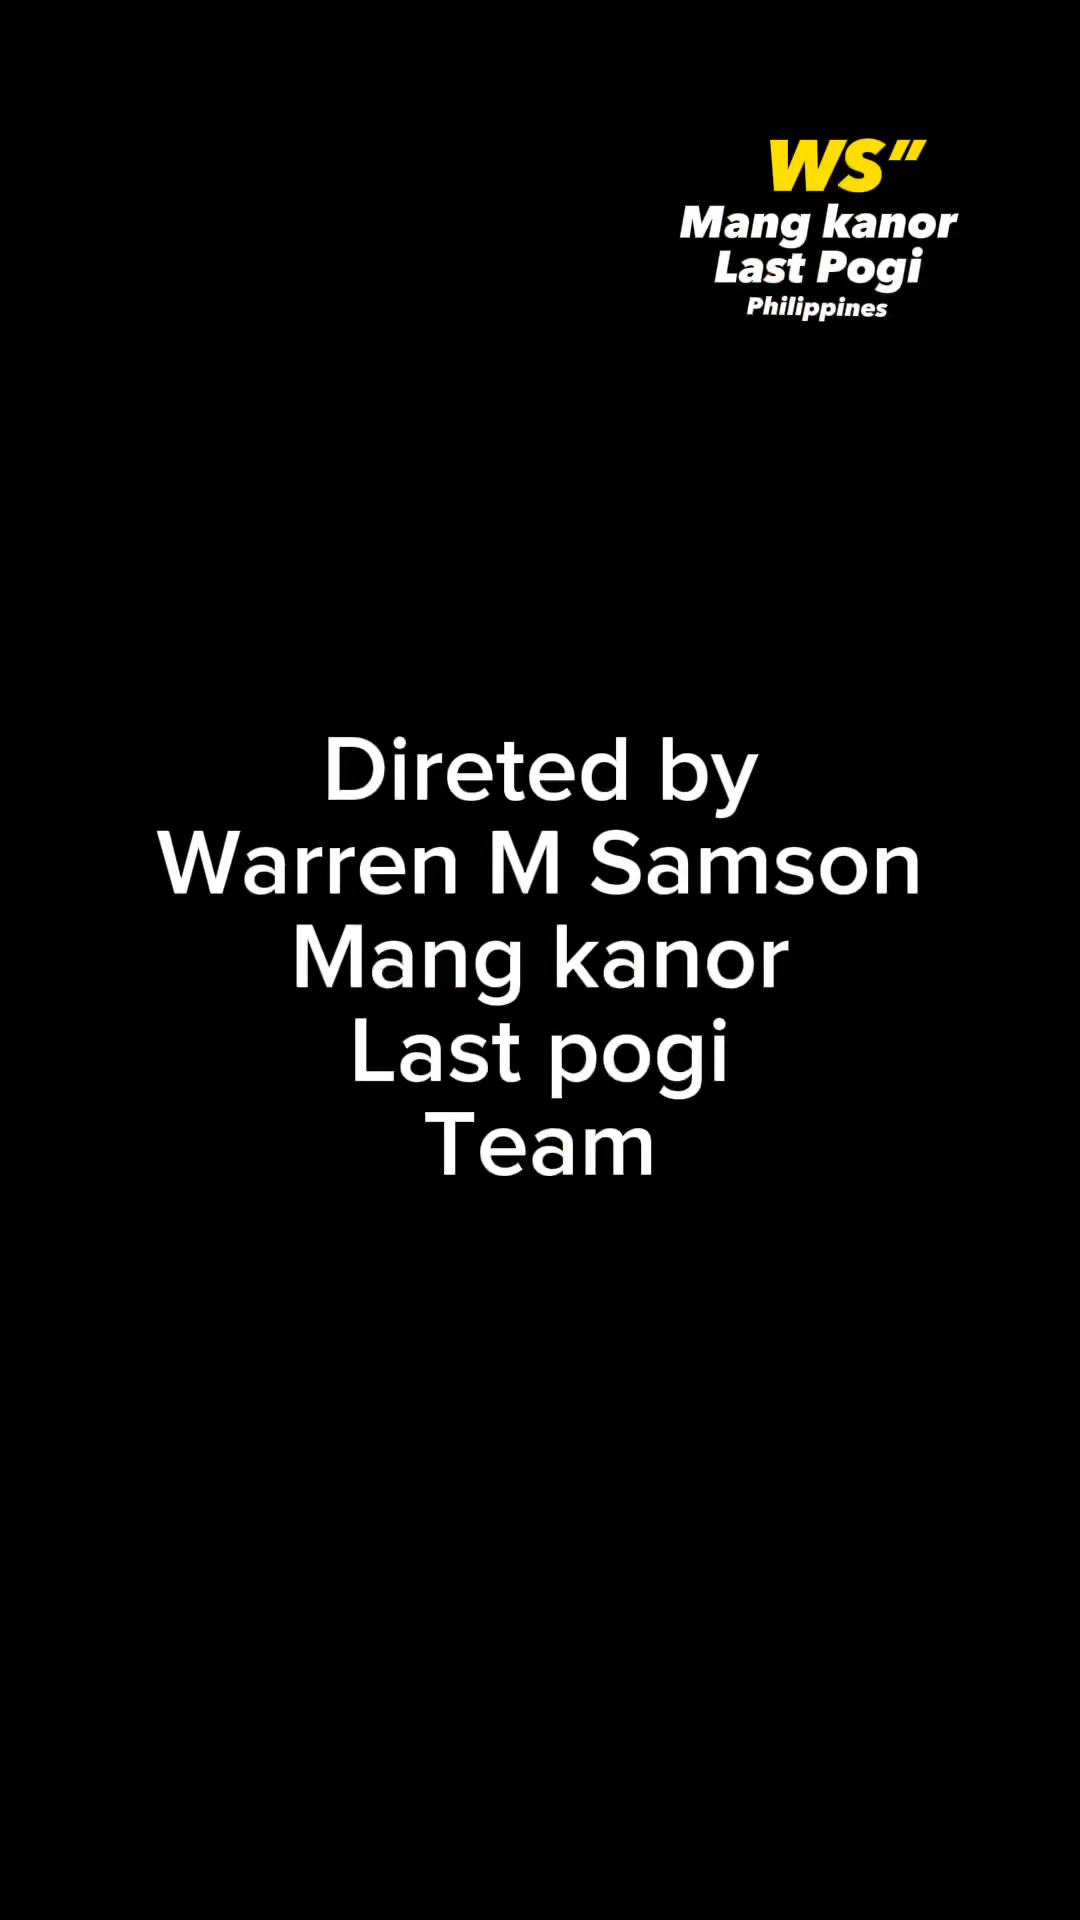 WS"
Mang kanor
Last Pogi
Philippines
Direted by
Warren M Samson
Mang kanor
Last pogi
Team